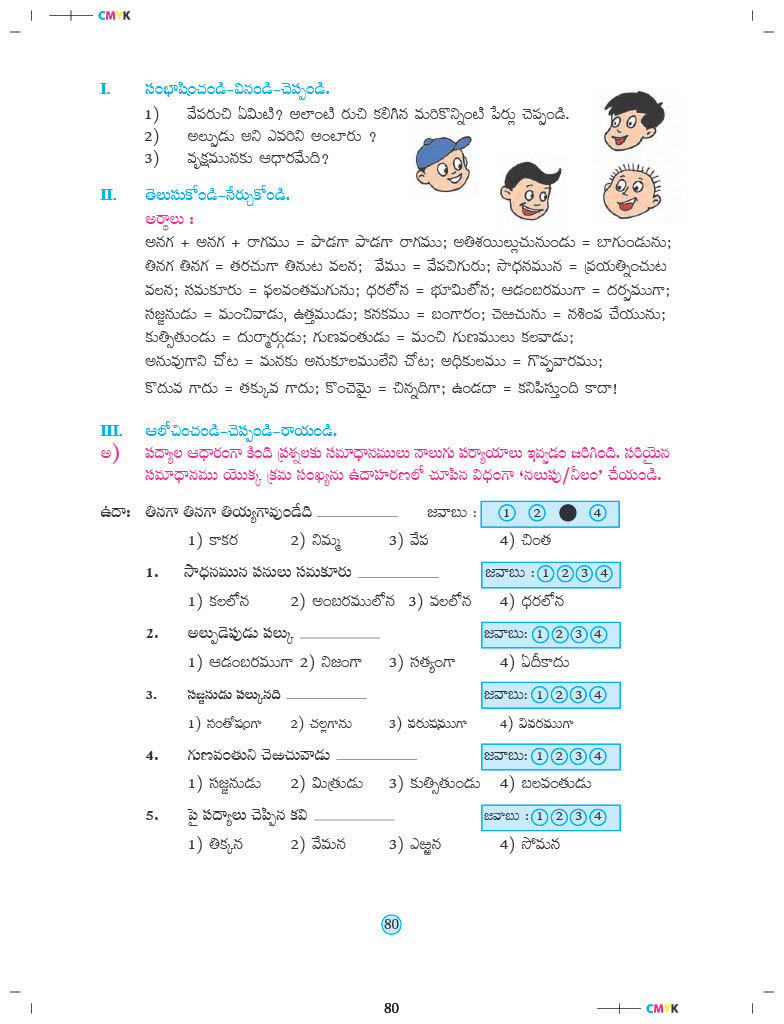 CMYK
I. సంభాషించండి-వినండి-చెప్పండి.
1) వేపరుచి ఏమిటి? అలాంటి రుచి కలిగిన మరికొన్నింటి పేర్లు చెప్పండి.
2) అల్పుడు అని ఎవరిని అంటారు ?
3) వృక్షమునకు ఆధారమేది?
II. తెలుసుకోండి-నేర్చుకోండి.
అర్థాలు :
అనగ + అనగ + రాగము = పాడగా పాడగా రాగము; అతిశయిల్లుచునుండు = బాగుండును;
తినగ తినగ = తరచుగా తినుట వలన; వేము = వేపచిగురు; సాధనమున = ప్రయత్నించుట
వలన; సమకూరు = ఫలవంతమగును; ధరలోన = భూమిలోన; ఆడంబరముగా = దర్పముగా;
సజ్జనుడు = మంచివాడు, ఉత్తముడు; కనకము = బంగారం; చెఱచును = నశింప చేయును;
కుత్సితుండు = దుర్మార్గుడు; గుణవంతుడు = మంచి గుణములు కలవాడు;
అనువుగాని చోట = మనకు అనుకూలములేని చోట; అధికులము = గొప్పవారము;
కొదువ గాదు = తక్కువ గాదు; కొంచెమై = చిన్నదిగా; ఉండదా = కనిపిస్తుంది కాదా!
III. ఆలోచించండి-చెప్పండి-రాయండి.
అ) పద్యాల ఆధారంగా కింది ప్రశ్నలకు సమాధానములు నాలుగు పర్యాయాలు ఇవ్వడం జరిగింది. సరియైన
సమాధానము యొక్క క్రమ సంఖ్యను ఉదాహరణలో చూపిన విధంగా 'నలుపు/నీలం' చేయండి.
ఉదా: తినగా తినగా తియ్యగావుండేది ____________ జవాబు : 1 2 ● 4
1) కాకర 2) నిమ్మ 3) వేప 4) చింత
1. సాధనమున పనులు సమకూరు ____________ జవాబు : 1 2 3 4
1) కలలోన 2) అంబరములోన 3) వలలోన 4) ధరలోన
2. అల్పుడెపుడు పల్కు ____________ జవాబు: 1 2 3 4
1) ఆడంబరముగా 2) నిజంగా 3) సత్యంగా 4) ఏదీకాదు
3. సజ్జనుడు పల్కునది ____________ జవాబు: 1 2 3 4
1) సంతోషంగా 2) చల్లగాను 3) పరుషముగా 4) వివరముగా
4. గుణవంతుని చెఱచువాడు ____________ జవాబు: 1 2 3 4
1) సజ్జనుడు 2) మిత్రుడు 3) కుత్సితుండు 4) బలవంతుడు
5. పై పద్యాలు చెప్పిన కవి ____________ జవాబు : 1 2 3 4
1) తిక్కన 2) వేమన 3) ఎఱ్ఱన 4) సోమన
80
80 CMYK